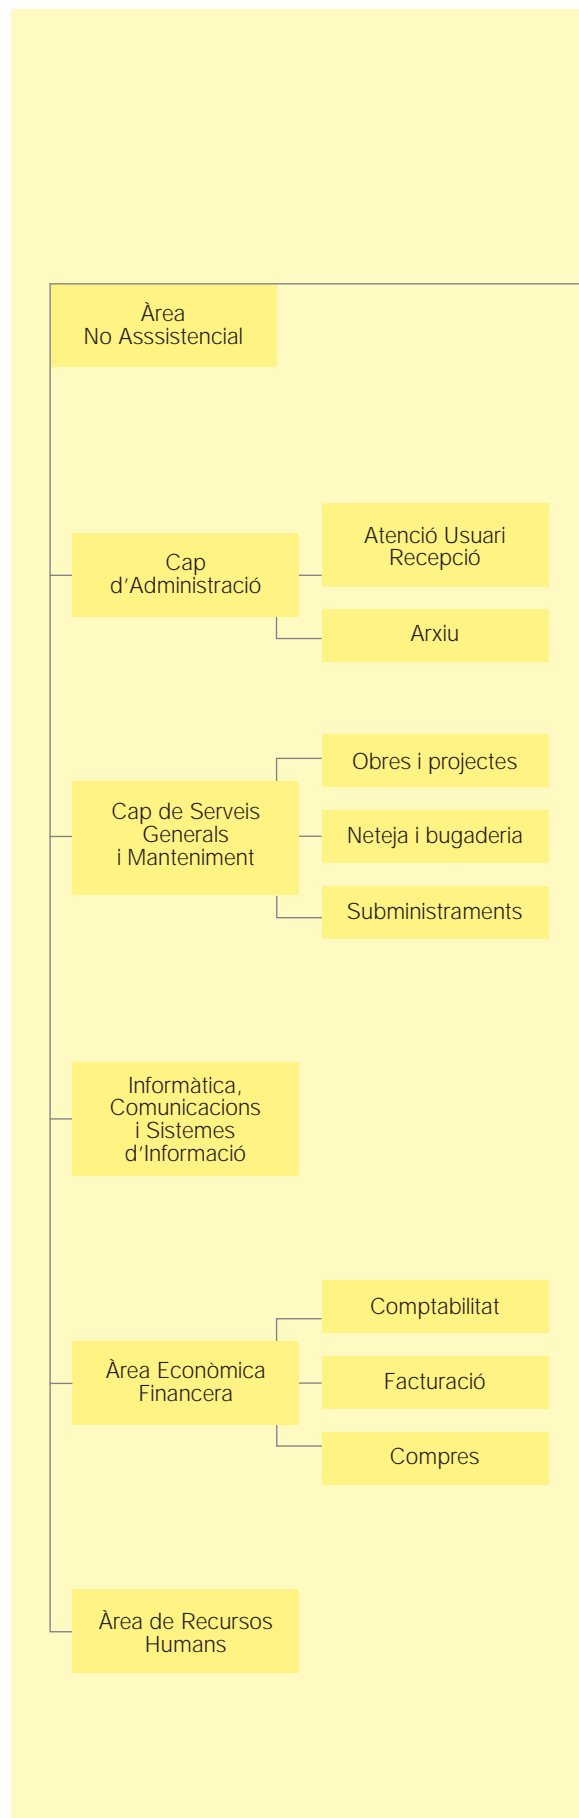 Àrea
No Asssistencial
Cap
d'Administració
Atenció Usuari
Recepció
Arxiu
Cap de Serveis
Generals
i Manteniment
Obres i projectes
Neteja i bugaderia
Subministraments
Informàtica,
Comunicacions
i Sistemes
d'Informació
Àrea Econòmica
Financera
Comptabilitat
Facturació
Compres
Àrea de Recursos
Humans